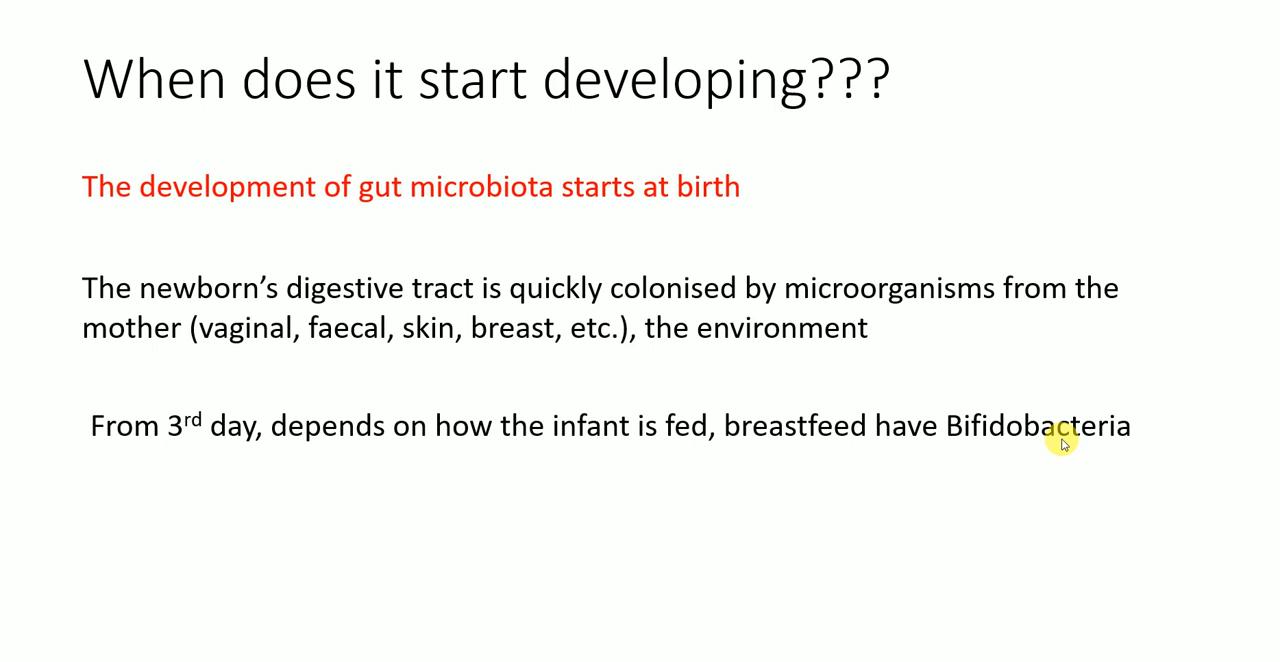 When does it start developing???
The development of gut microbiota starts at birth
The newborn’s digestive tract is quickly colonised by microorganisms from the
mother (vaginal, faecal, skin, breast, etc.), the environment
From 3rd day, depends on how the infant is fed, breastfeed have Bifidobacteria